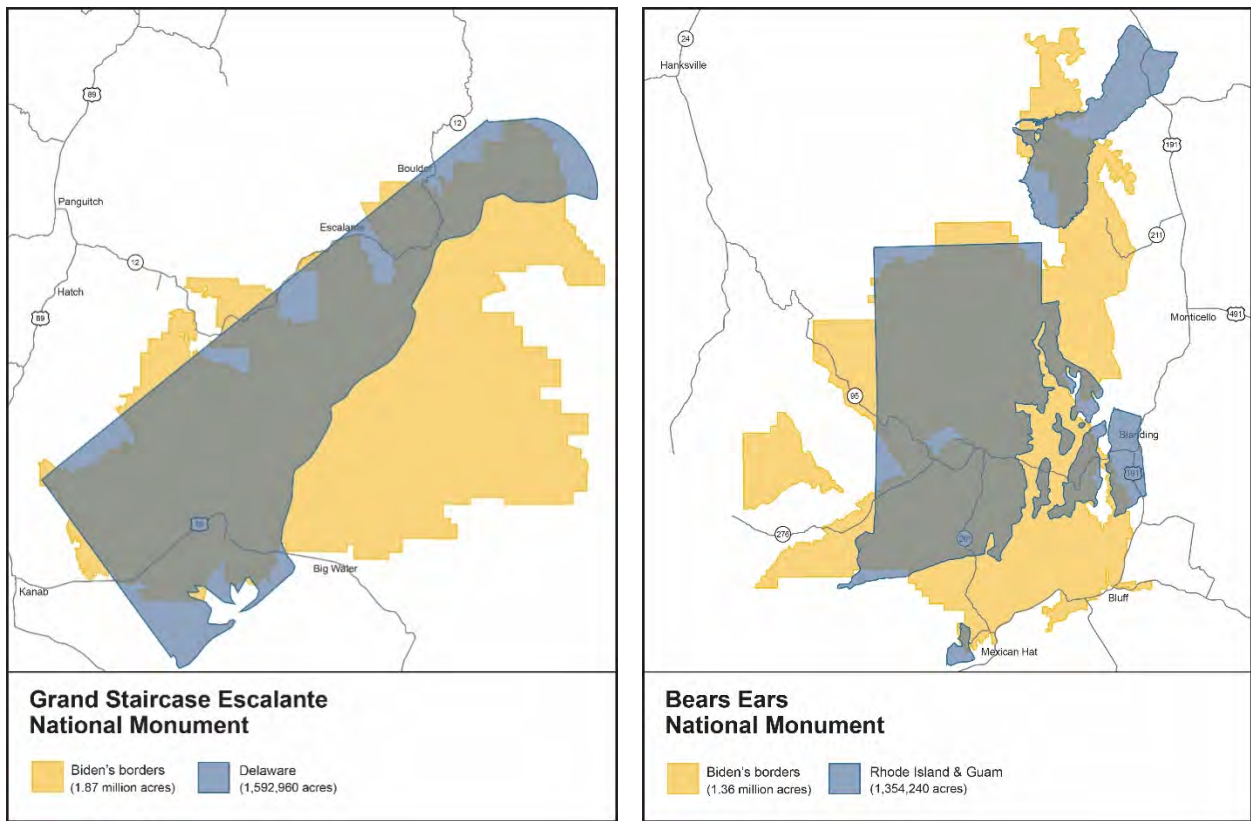 89
12
Boulder
Panguitch
Escalante
12
Hatch
89
89
Big Water
Kanab
Grand Staircase Escalante
National Monument
Biden's borders
(1.87 million acres)
Delaware
(1,592,960 acres)
24
Hanksville
191
211
Monticello
491
95
Blanding
191
276
261
Bluff
Mexican Hat
Bears Ears
National Monument
Biden's borders
(1.36 million acres)
Rhode Island & Guam
(1,354,240 acres)